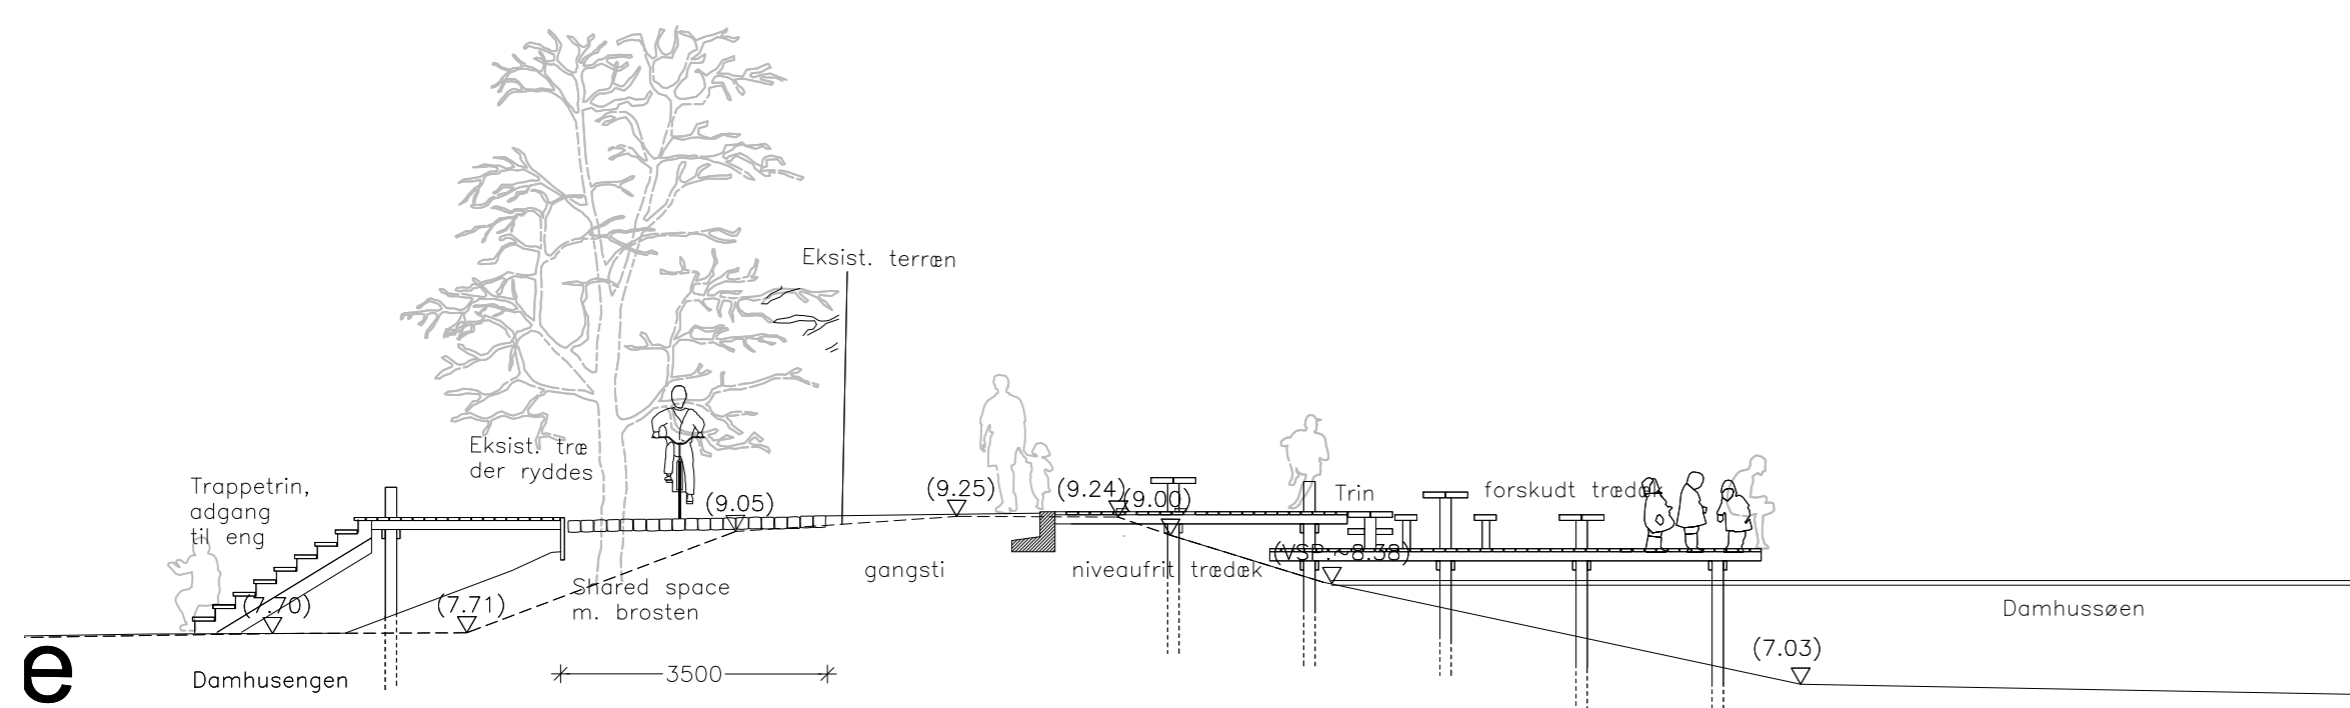 Eksist. terræn
Eksist. træ
der ryddes
Trappetrin,
adgang
til eng
(9.05)
(9.25)
(9.24)
(9.00)
Trin
forskudt trædæk
(VSP.~8.38)
gangsti
niveaufrit trædæk
Shared space
m. brosten
(7.70)
(7.71)
Damhussøen
(7.03)
e
Damhusengen
3500